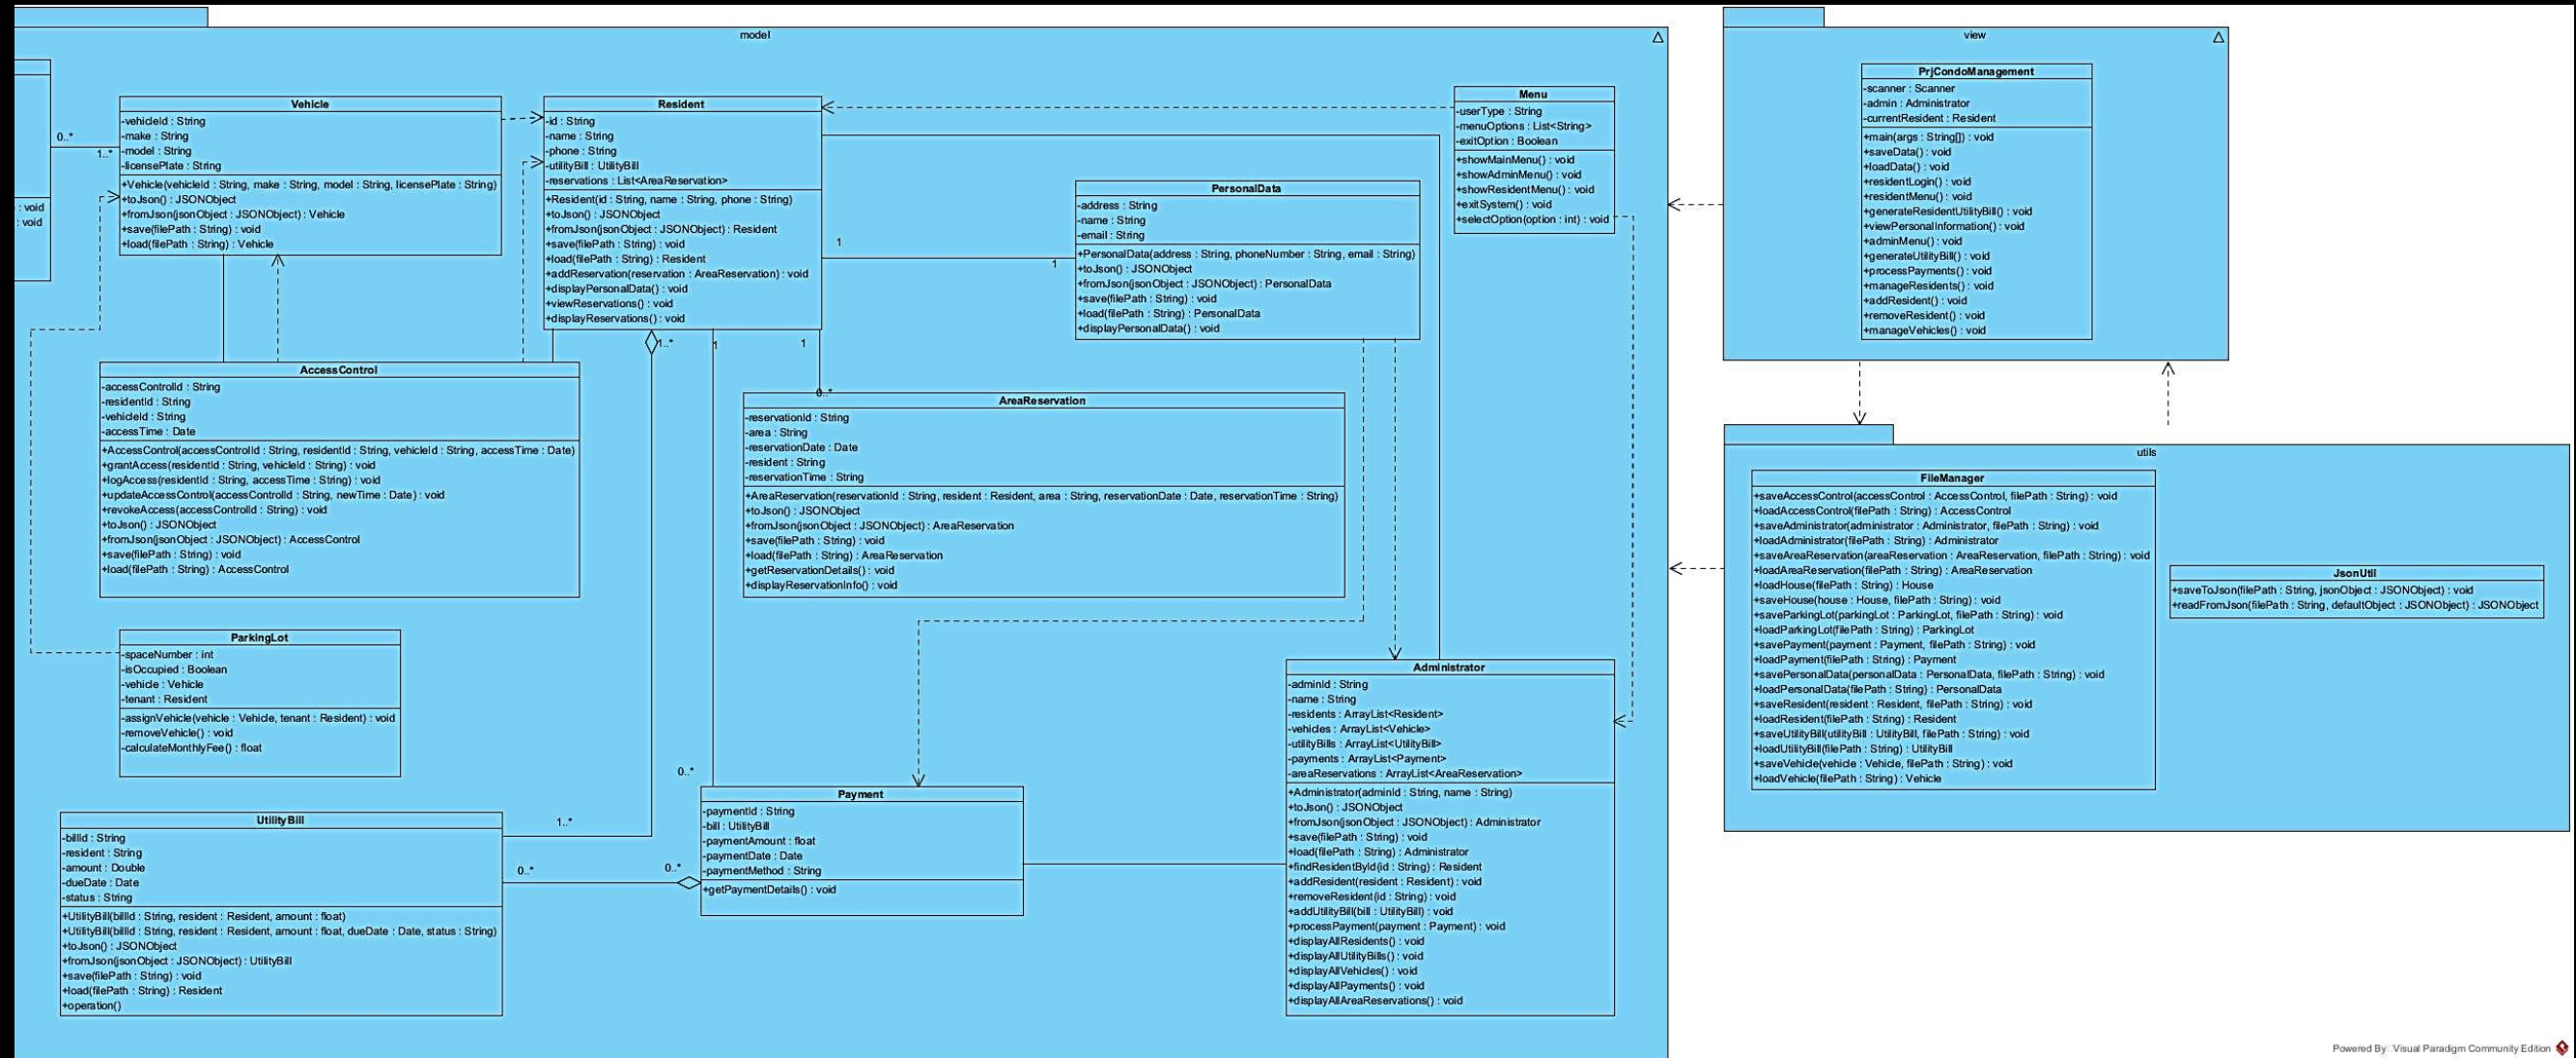 model
: void
: void
0..*
1..*
Vehicle
-vehicleId : String
-make : String
-model : String
-licensePlate : String
+Vehicle(vehicleId : String, make : String, model : String, licensePlate : String)
+toJson() : JSONObject
+fromJson(jsonObject : JSONObject) : Vehicle
+save(filePath : String) : void
+load(filePath : String) : Vehicle
Resident
-id : String
-name : String
-phone : String
-utilityBill : UtilityBill
-reservations : List<AreaReservation>
+Resident(id : String, name : String, phone : String)
+toJson() : JSONObject
+fromJson(jsonObject : JSONObject) : Resident
+save(filePath : String) : void
+load(filePath : String) : Resident
+addReservation(reservation : AreaReservation) : void
+displayPersonalData() : void
+viewReservations() : void
+displayReservations() : void
1
1
PersonalData
-address : String
-name : String
-email : String
+PersonalData(address : String, phoneNumber : String, email : String)
+toJson() : JSONObject
+fromJson(jsonObject : JSONObject) : PersonalData
+save(filePath : String) : void
+load(filePath : String) : PersonalData
+displayPersonalData() : void
Menu
-userType : String
-menuOptions : List<String>
-exitOption : Boolean
+showMainMenu() : void
+showAdminMenu() : void
+showResidentMenu() : void
+exitSystem() : void
+selectOption(option : int) : void
1..*
1
1
0..*
AccessControl
-accessControlId : String
-residentId : String
-vehicleId : String
-accessTime : Date
+AccessControl(accessControlId : String, residentId : String, vehicleId : String, accessTime : Date)
+grantAccess(residentId : String, vehicleId : String) : void
+logAccess(residentId : String, accessTime : String) : void
+updateAccessControl(accessControlId : String, newTime : Date) : void
+revokeAccess(accessControlId : String) : void
+toJson() : JSONObject
+fromJson(jsonObject : JSONObject) : AccessControl
+save(filePath : String) : void
+load(filePath : String) : AccessControl
AreaReservation
-reservationId : String
-area : String
-reservationDate : Date
-resident : String
-reservationTime : String
+AreaReservation(reservationId : String, resident : Resident, area : String, reservationDate : Date, reservationTime : String)
+toJson() : JSONObject
+fromJson(jsonObject : JSONObject) : AreaReservation
+save(filePath : String) : void
+load(filePath : String) : AreaReservation
+getReservationDetails() : void
+displayReservationInfo() : void
ParkingLot
-spaceNumber : int
-isOccupied : Boolean
-vehicle : Vehicle
-tenant : Resident
-assignVehicle(vehicle : Vehicle, tenant : Resident) : void
-removeVehicle() : void
-calculateMonthlyFee() : float
UtilityBill
-billId : String
-resident : String
-amount : Double
-dueDate : Date
-status : String
+UtilityBill(billId : String, resident : Resident, amount : float)
+UtilityBill(billId : String, resident : Resident, amount : float, dueDate : Date, status : String)
+toJson() : JSONObject
+fromJson(jsonObject : JSONObject) : UtilityBill
+save(filePath : String) : void
+load(filePath : String) : Resident
+operation()
1..*
0..*
0..*
0..*
Payment
-paymentId : String
-bill : UtilityBill
-paymentAmount : float
-paymentDate : Date
-paymentMethod : String
+getPaymentDetails() : void
Administrator
-adminId : String
-name : String
-residents : ArrayList<Resident>
-vehicles : ArrayList<Vehicle>
-utilityBills : ArrayList<UtilityBill>
-payments : ArrayList<Payment>
-areaReservations : ArrayList<AreaReservation>
+Administrator(adminId : String, name : String)
+toJson() : JSONObject
+fromJson(jsonObject : JSONObject) : Administrator
+save(filePath : String) : void
+load(filePath : String) : Administrator
+findResidentById(id : String) : Resident
+addResident(resident : Resident) : void
+removeResident(id : String) : void
+addUtilityBill(bill : UtilityBill) : void
+processPayment(payment : Payment) : void
+displayAllResidents() : void
+displayAllUtilityBills() : void
+displayAllVehicles() : void
+displayAllPayments() : void
+displayAllAreaReservations() : void
view
PrjCondoManagement
-scanner : Scanner
-admin : Administrator
-currentResident : Resident
+main(args : String[]) : void
+saveData() : void
+loadData() : void
+residentLogin() : void
+residentMenu() : void
+generateResidentUtilityBill() : void
+viewPersonalInformation() : void
+adminMenu() : void
+generateUtilityBill() : void
+processPayments() : void
+manageResidents() : void
+addResident() : void
+removeResident() : void
+manageVehicles() : void
utils
FileManager
+saveAccessControl(accessControl : AccessControl, filePath : String) : void
+loadAccessControl(filePath : String) : AccessControl
+saveAdministrator(administrator : Administrator, filePath : String) : void
+loadAdministrator(filePath : String) : Administrator
+saveAreaReservation(areaReservation : AreaReservation, filePath : String) : void
+loadAreaReservation(filePath : String) : AreaReservation
+loadHouse(filePath : String) : House
+saveHouse(house : House, filePath : String) : void
+saveParkingLot(parkingLot : ParkingLot, filePath : String) : void
+loadParkingLot(filePath : String) : ParkingLot
+savePayment(payment : Payment, filePath : String) : void
+loadPayment(filePath : String) : Payment
+savePersonalData(personalData : PersonalData, filePath : String) : void
+loadPersonalData(filePath : String) : PersonalData
+saveResident(resident : Resident, filePath : String) : void
+loadResident(filePath : String) : Resident
+saveUtilityBill(utilityBill : UtilityBill, filePath : String) : void
+loadUtilityBill(filePath : String) : UtilityBill
+saveVehicle(vehicle : Vehicle, filePath : String) : void
+loadVehicle(filePath : String) : Vehicle
JsonUtil
+saveToJson(filePath : String, jsonObject : JSONObject) : void
+readFromJson(filePath : String, defaultObject : JSONObject) : JSONObject
Powered By Visual Paradigm Community Edition